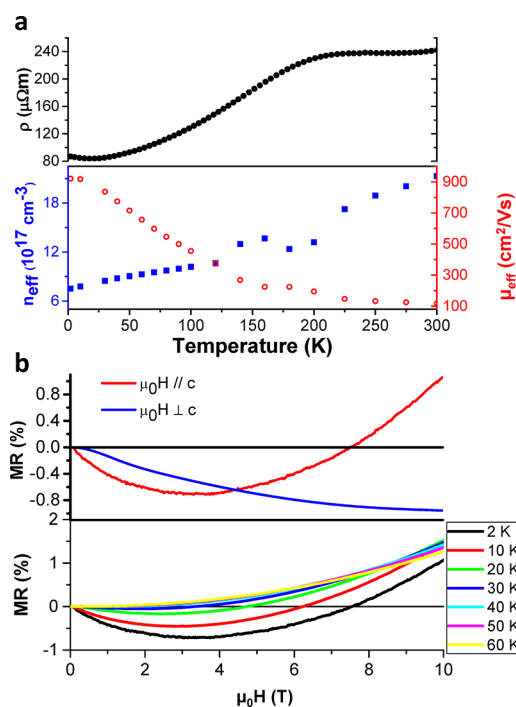 a
ρ (µΩm)
240
200
160
120
80
n_eff (10^17 cm^-3)
18
12
6
µ_eff (cm^2/Vs)
900
700
500
300
100
0 50 100 150 200 250 300
Temperature (K)
b
µ₀H // c
µ₀H ⊥ c
MR (%)
0.8
0.4
0.0
-0.4
-0.8
MR (%)
2
1
0
-1
2 K
10 K
20 K
30 K
40 K
50 K
60 K
0 2 4 6 8 10
µ₀H (T)